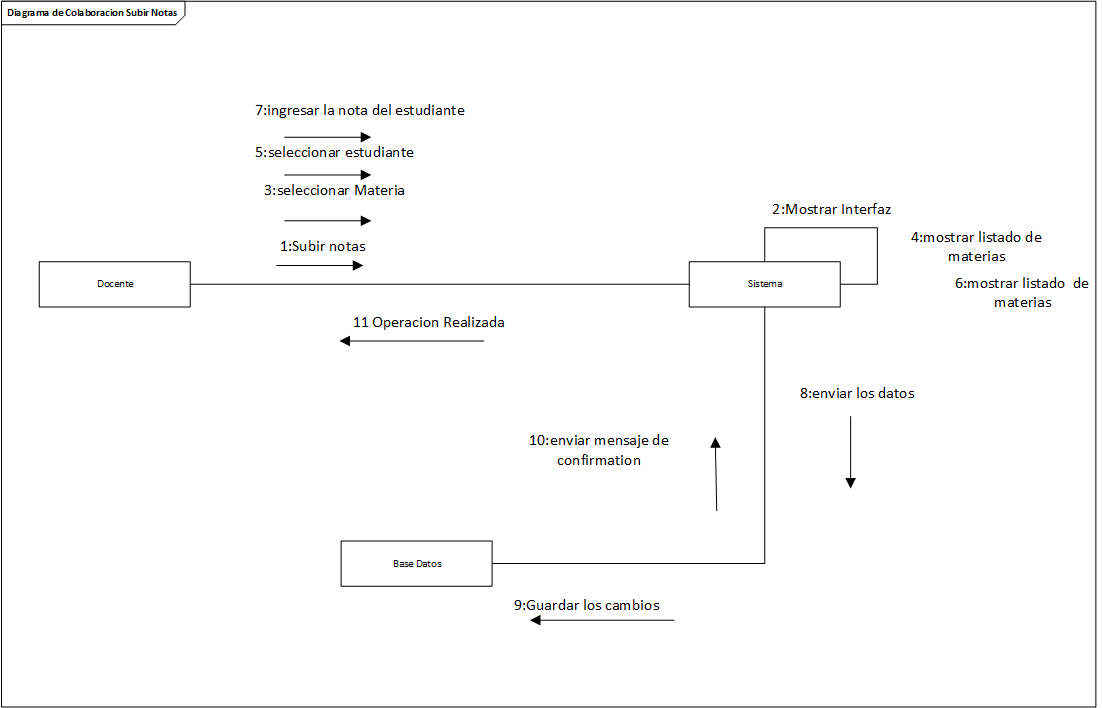 Diagrama de Colaboracion Subir Notas
7:ingresar la nota del estudiante
5:seleccionar estudiante
3:seleccionar Materia
1:Subir notas
2:Mostrar Interfaz
4:mostrar listado de
materias
6:mostrar listado de
materias
Docente
Sistema
11 Operacion Realizada
8:enviar los datos
10:enviar mensaje de
confirmation
Base Datos
9:Guardar los cambios